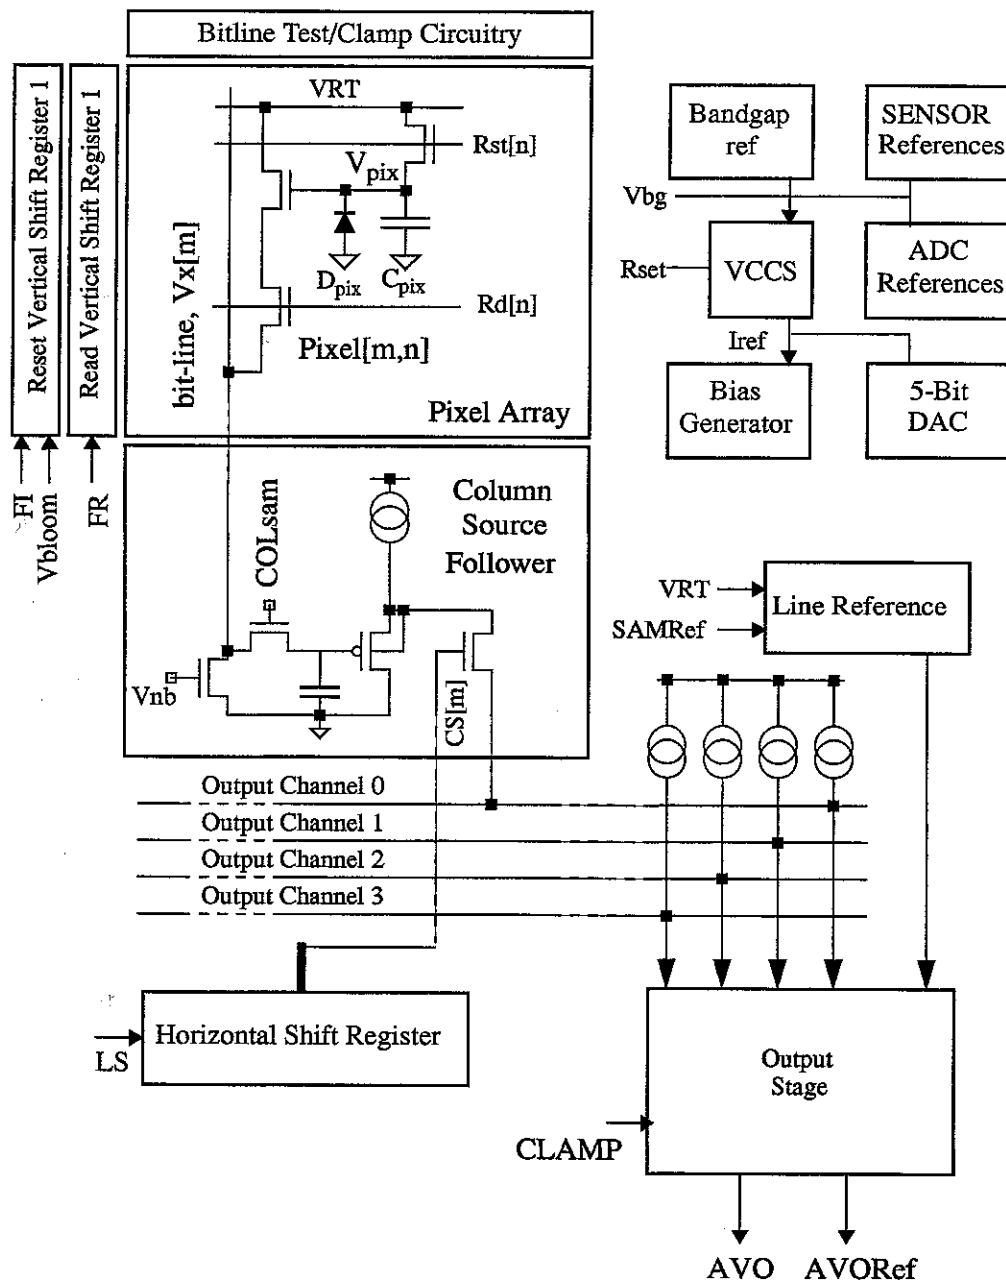 Bitline Test/Clamp Circuitry
Reset Vertical Shift Register 1
Read Vertical Shift Register 1
VRT
Rst[n]
Vpix
bit-line, Vx[m]
Dpix
Cpix
Rd[n]
Pixel[m,n]
Pixel Array
FI
Vbloom
FR
Bandgap
ref
SENSOR
References
Vbg
Rset
VCCS
ADC
References
Iref
Bias
Generator
5-Bit
DAC
COLsam
Column
Source
Follower
Vnb
CS[m]
VRT
SAMRef
Line Reference
Output Channel 0
Output Channel 1
Output Channel 2
Output Channel 3
Horizontal Shift Register
LS
Output
Stage
CLAMP
AVO
AVORef